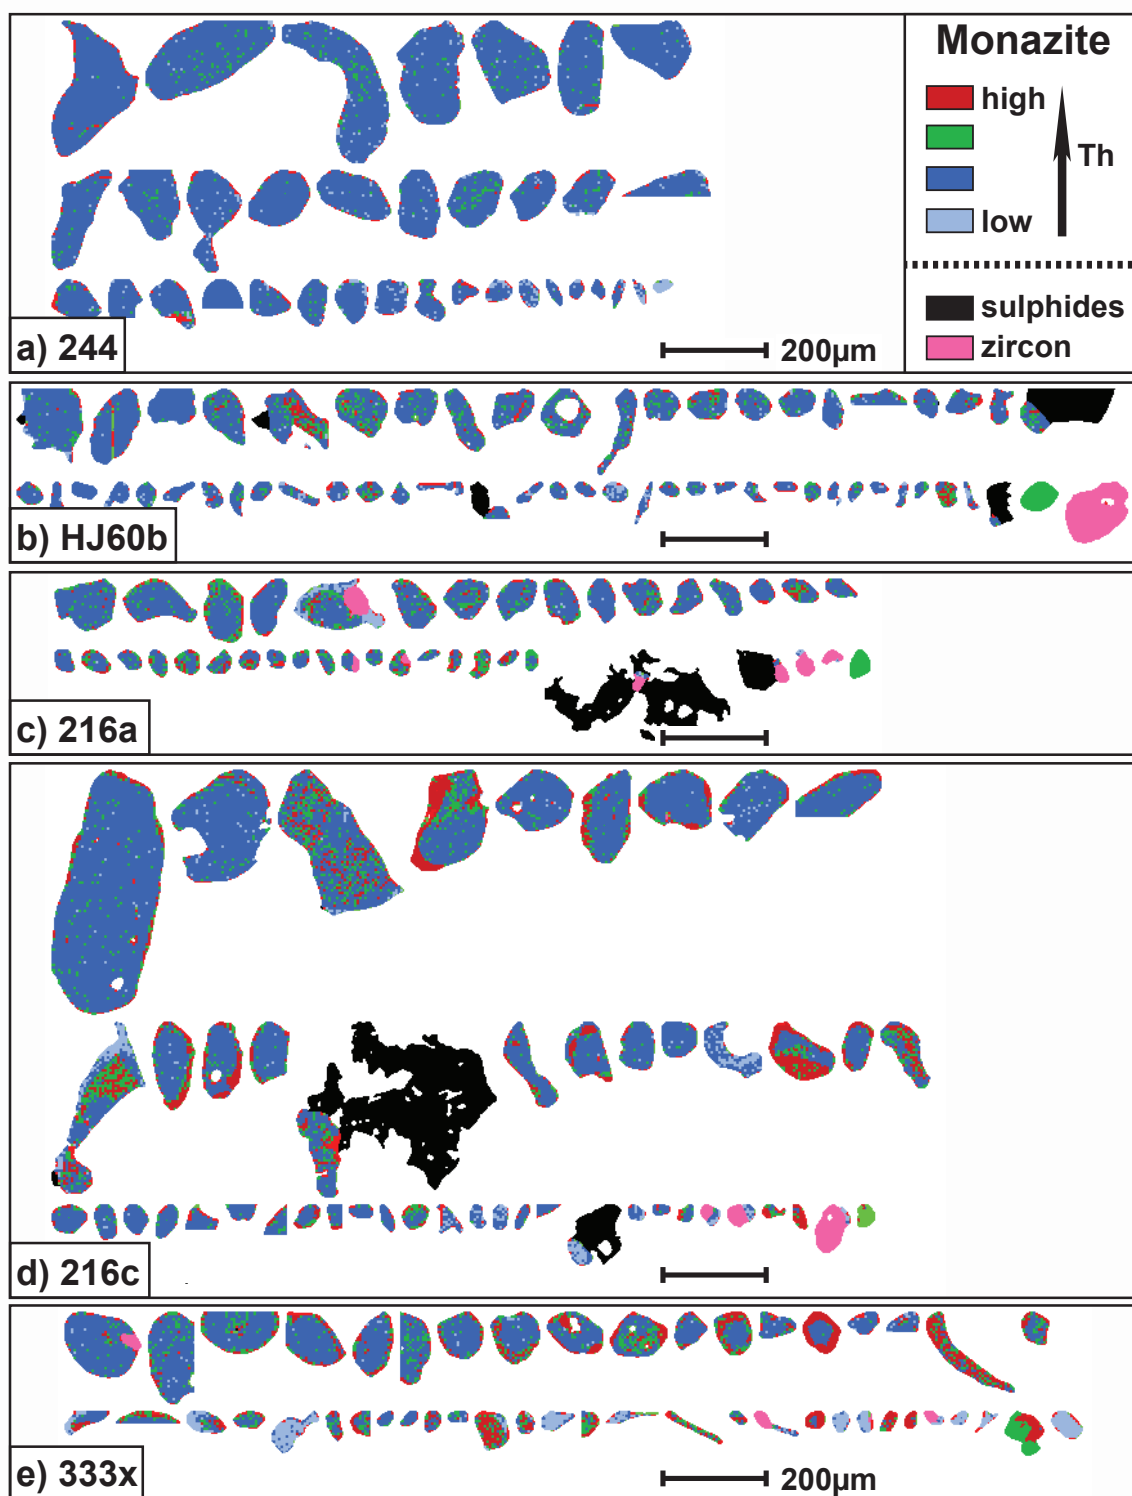 Monazite
high
Th
low
sulphides
zircon
a) 244
200µm
b) HJ60b
c) 216a
d) 216c
e) 333x
200µm